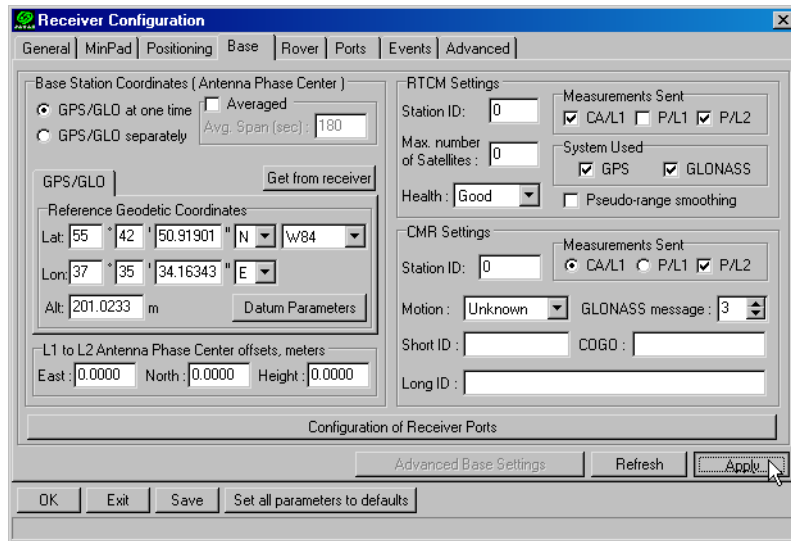 Receiver Configuration
General MinPad Positioning Base Rover Ports Events Advanced
Base Station Coordinates ( Antenna Phase Center )
GPS/GLO at one time
GPS/GLO separately
Averaged
Avg. Span (sec) : 180
GPS/GLO
Get from receiver
Reference Geodetic Coordinates
Lat: 55 ° 42 ' 50.91901 " N W84
Lon: 37 ° 35 ' 34.16343 " E
Alt: 201.0233 m Datum Parameters
L1 to L2 Antenna Phase Center offsets, meters
East : 0.0000 North : 0.0000 Height : 0.0000
RTCM Settings
Station ID: 0
Max. number
of Satellites : 0
Health : Good
Measurements Sent
CA/L1 P/L1 P/L2
System Used
GPS GLONASS
Pseudo-range smoothing
CMR Settings
Station ID: 0
Measurements Sent
CA/L1 P/L1 P/L2
Motion : Unknown GLONASS message : 3
Short ID : COGO :
Long ID :
Configuration of Receiver Ports
Advanced Base Settings Refresh Apply
OK Exit Save Set all parameters to defaults